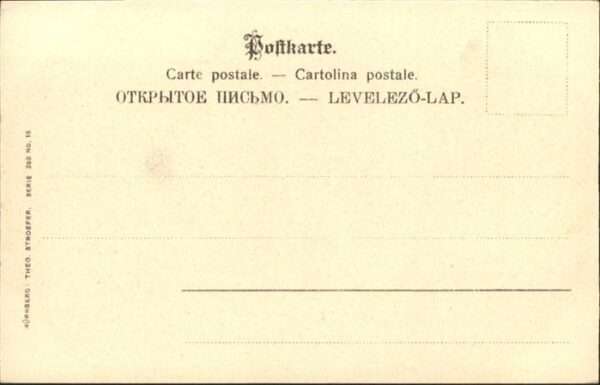 Postkarte.
Carte postale. — Cartolina postale.
ОТКРЫТОЕ ПИСЬМО. — LEVELEZŐ-LAP.
NÜRNBERG: THEO. STROEFER. SERIE 260 NO. 15